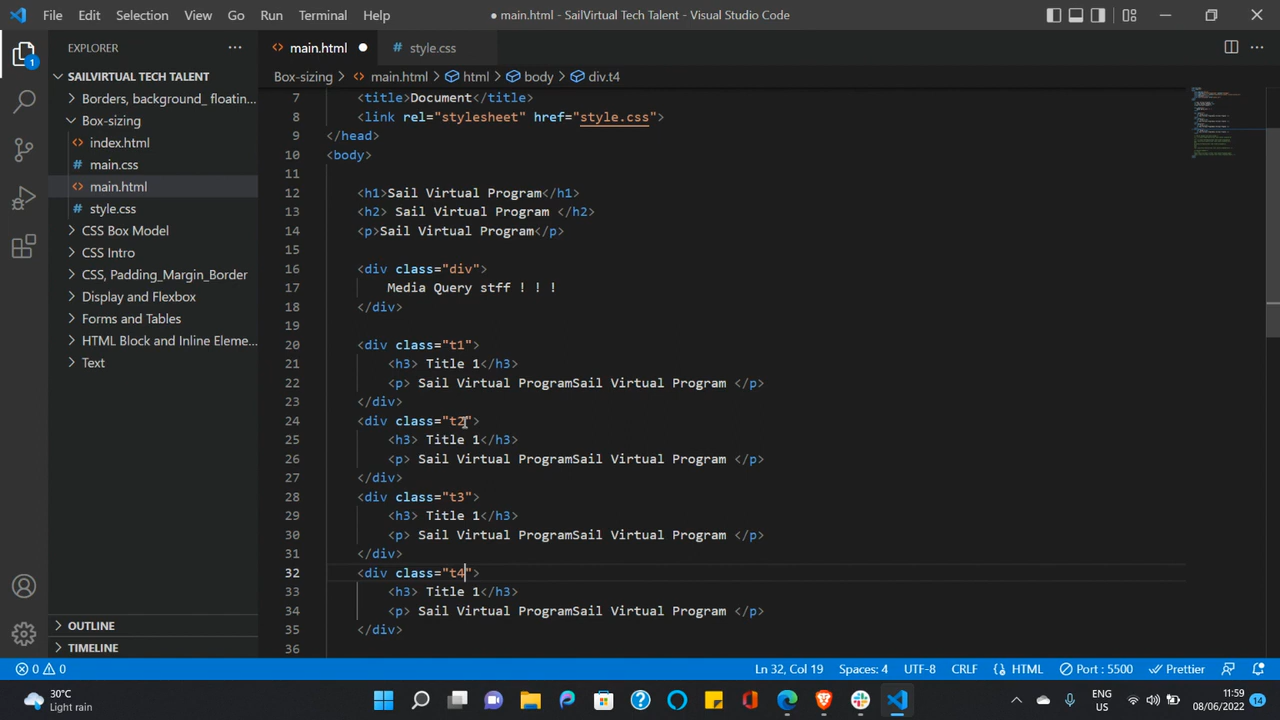 File Edit Selection View Go Run Terminal Help
● main.html - SailVirtual Tech Talent - Visual Studio Code
EXPLORER
SAILVIRTUAL TECH TALENT
Borders, background_ floatin...
Box-sizing
index.html
main.css
main.html
style.css
CSS Box Model
CSS Intro
CSS, Padding_Margin_Border
Display and Flexbox
Forms and Tables
HTML Block and Inline Eleme...
Text
OUTLINE
TIMELINE
1
main.html ● # style.css
Box-sizing > main.html > html > body > div.t4
7 <title>Document</title>
8 <link rel="stylesheet" href="style.css">
9 </head>
10 <body>
11
12 <h1>Sail Virtual Program</h1>
13 <h2> Sail Virtual Program </h2>
14 <p>Sail Virtual Program</p>
15
16 <div class="div">
17 Media Query stff ! ! !
18 </div>
19
20 <div class="t1">
21 <h3> Title 1</h3>
22 <p> Sail Virtual ProgramSail Virtual Program </p>
23 </div>
24 <div class="t2">
25 <h3> Title 1</h3>
26 <p> Sail Virtual ProgramSail Virtual Program </p>
27 </div>
28 <div class="t3">
29 <h3> Title 1</h3>
30 <p> Sail Virtual ProgramSail Virtual Program </p>
31 </div>
32 <div class="t4">
33 <h3> Title 1</h3>
34 <p> Sail Virtual ProgramSail Virtual Program </p>
35 </div>
36
0 0 Ln 32, Col 19 Spaces: 4 UTF-8 CRLF HTML Port : 5500 Prettier
30°C
Light rain
ENG
US
11:59
08/06/2022
14